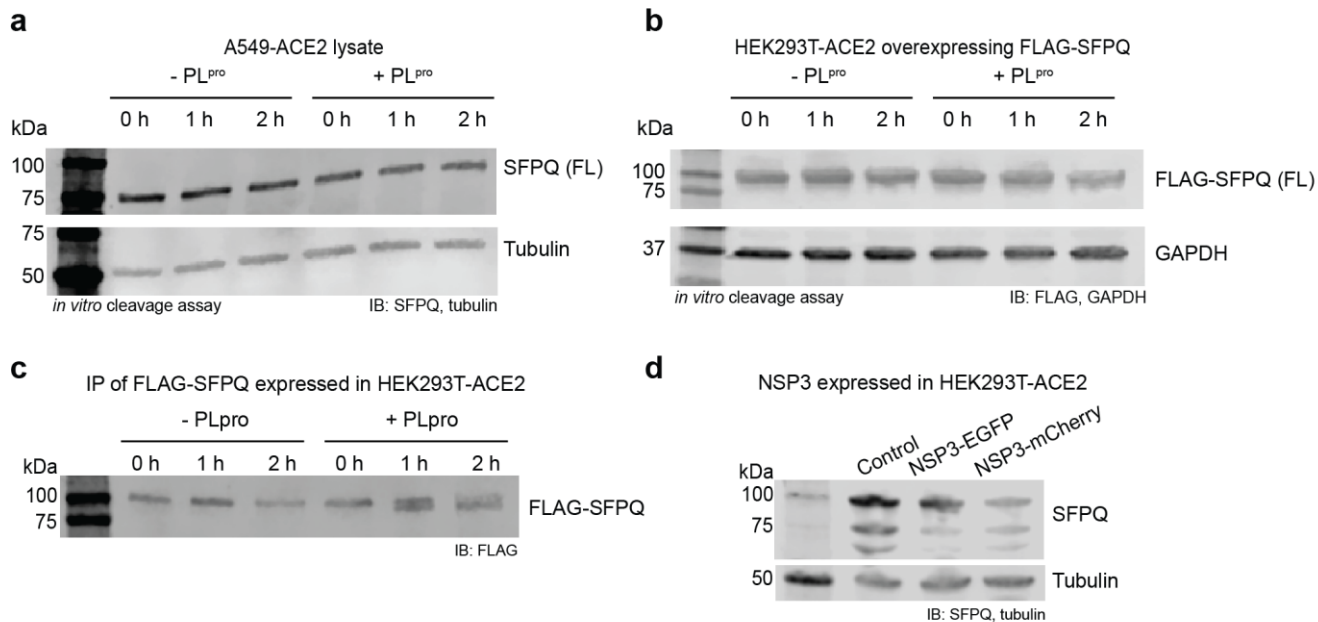 a
A549-ACE2 lysate
- PLᵖʳᵒ + PLᵖʳᵒ
kDa 0 h 1 h 2 h 0 h 1 h 2 h
100 SFPQ (FL)
75
75 Tubulin
50
in vitro cleavage assay IB: SFPQ, tubulin
b
HEK293T-ACE2 overexpressing FLAG-SFPQ
- PLᵖʳᵒ + PLᵖʳᵒ
kDa 0 h 1 h 2 h 0 h 1 h 2 h
100 FLAG-SFPQ (FL)
75
37 GAPDH
in vitro cleavage assay IB: FLAG, GAPDH
c
IP of FLAG-SFPQ expressed in HEK293T-ACE2
- PLpro + PLpro
kDa 0 h 1 h 2 h 0 h 1 h 2 h
100 FLAG-SFPQ
75
IB: FLAG
d
NSP3 expressed in HEK293T-ACE2
kDa Control NSP3-EGFP NSP3-mCherry
100 SFPQ
75
50 Tubulin
IB: SFPQ, tubulin